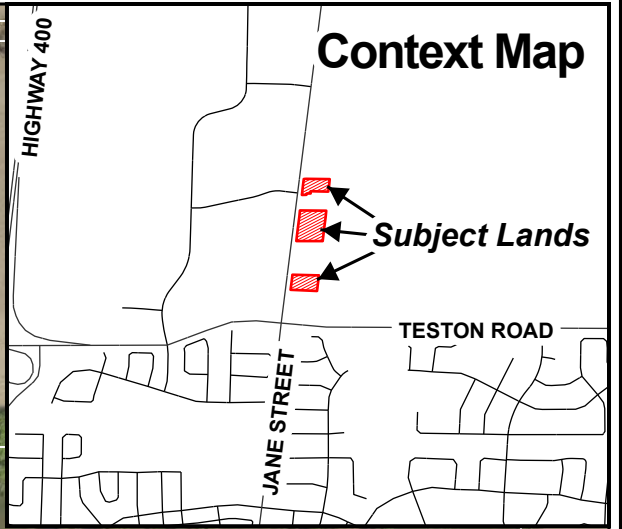 Context Map
HIGHWAY 400
Subject Lands
TESTON ROAD
JANE STREET